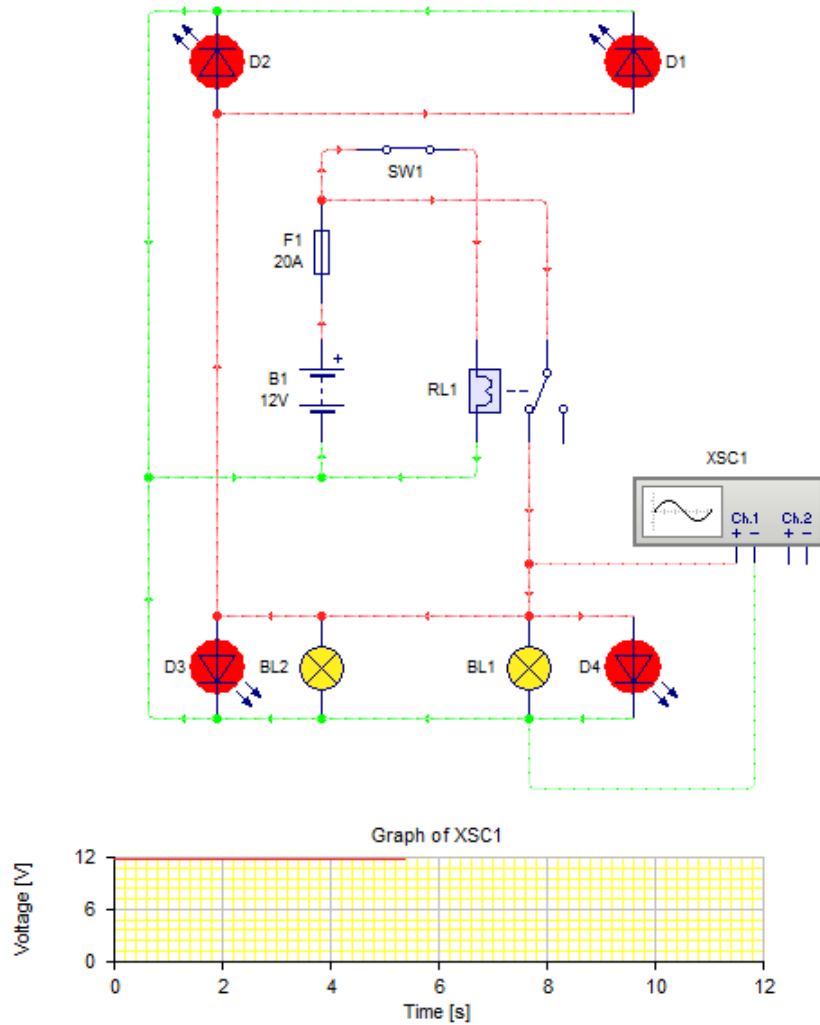 D2
D1
SW1
F1
20A
+
B1
12V
RL1
XSC1
Ch.1 Ch.2
+ − + −
D3
BL2
BL1
D4
Graph of XSC1
Voltage [V]
12
6
0
0 2 4 6 8 10 12
Time [s]